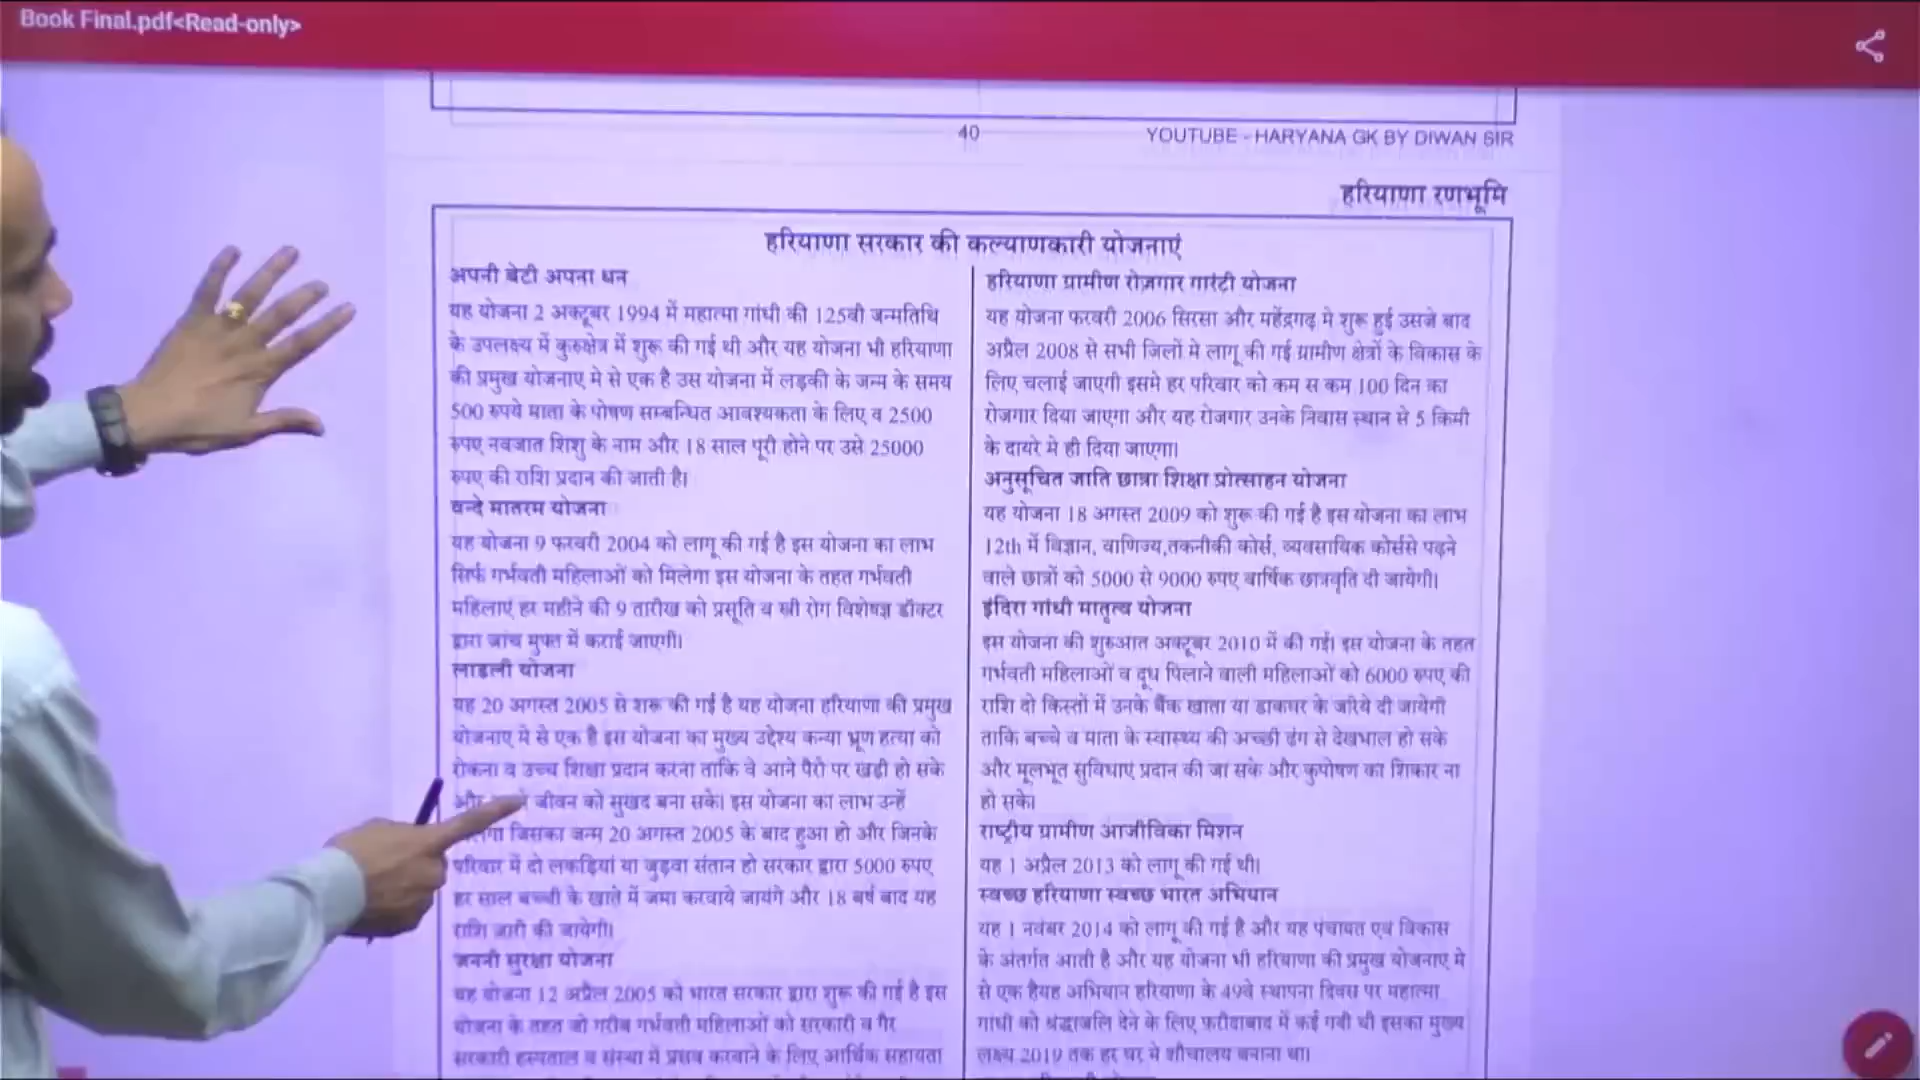 Book Final.pdf<Read-only>
40
YOUTUBE - HARYANA GK BY DIWAN SIR
हरियाणा रणभूमि
हरियाणा सरकार की कल्याणकारी योजनाएं
अपनी बेटी अपना धन
यह योजना 2 अक्टूबर 1994 में महात्मा गांधी की 125वी जन्मतिथि
के उपलक्ष्य में कुरुक्षेत्र में शुरू की गई थी और यह योजना भी हरियाणा
की प्रमुख योजनाए मे से एक है उस योजना में लड़की के जन्म के समय
500 रुपये माता के पोषण सम्बन्धित आवश्यकता के लिए व 2500
रुपए नवजात शिशु के नाम और 18 साल पूरी होने पर उसे 25000
रुपए की राशि प्रदान की जाती है।
वन्दे मातरम योजना
यह योजना 9 फरवरी 2004 को लागू की गई है इस योजना का लाभ
सिर्फ गर्भवती महिलाओं को मिलेगा इस योजना के तहत गर्भवती
महिलाएं हर महीने की 9 तारीख को प्रसूति व स्त्री रोग विशेषज्ञ डॉक्टर
द्वारा जांच मुफ्त में कराई जाएगी।
लाडली योजना
यह 20 अगस्त 2005 से शरू की गई है यह योजना हरियाणा की प्रमुख
योजनाए मे से एक है इस योजना का मुख्य उद्देश्य कन्या भ्रूण हत्या को
रोकना व उच्च शिक्षा प्रदान करना ताकि वे आने पैरो पर खडी हो सके
और जीवन को सुखद बना सके। इस योजना का लाभ उन्हें
जिसका जन्म 20 अगस्त 2005 के बाद हुआ हो और जिनके
परिवार में दो लकड़ियां या जुड़वा संतान हो सरकार द्वारा 5000 रुपए
हर साल बच्ची के खाते में जमा करवाये जायंगे और 18 बर्ष बाद यह
राशि जारी की जायेगी।
जननी सुरक्षा योजना
यह योजना 12 अप्रैल 2005 को भारत सरकार द्वारा शुरू की गई है इस
योजना के तहत जो गरीब गर्भवती महिलाओं को सरकारी व गैर
सरकारी हस्पताल व संस्था में प्रसव करवाने के लिए आर्थिक सहायता
हरियाणा ग्रामीण रोज़गार गारंटी योजना
यह योजना फरवरी 2006 सिरसा और महेंद्रगढ़ मे शुरू हुई उसजे बाद
अप्रैल 2008 से सभी जिलों मे लागू की गई ग्रामीण क्षेत्रों के विकास के
लिए चलाई जाएगी इसमे हर परिवार को कम स कम 100 दिन का
रोजगार दिया जाएगा और यह रोजगार उनके निवास स्थान से 5 किमी
के दायरे मे ही दिया जाएगा।
अनुसूचित जाति छात्रा शिक्षा प्रोत्साहन योजना
यह योजना 18 अगस्त 2009 को शुरू की गई है इस योजना का लाभ
12th में विज्ञान, वाणिज्य,तकनीकी कोर्स, व्यवसायिक कोर्ससे पढ़ने
वाले छात्रों को 5000 से 9000 रुपए बार्षिक छात्रवृति दी जायेगी।
इंदिरा गांधी मातृत्व योजना
इस योजना की शुरुआत अक्टूबर 2010 में की गई। इस योजना के तहत
गर्भवती महिलाओं व दूध पिलाने वाली महिलाओं को 6000 रुपए की
राशि दो किस्तों में उनके बैंक खाता या डाकघर के जरिये दी जायेगी
ताकि बच्चे व माता के स्वास्थ्य की अच्छी ढंग से देखभाल हो सके
और मूलभूत सुविधाएं प्रदान की जा सके और कुपोषण का शिकार ना
हो सके।
राष्ट्रीय ग्रामीण आजीविका मिशन
यह 1 अप्रैल 2013 को लागू की गई थी।
स्वच्छ हरियाणा स्वच्छ भारत अभियान
यह 1 नवंबर 2014 को लागू की गई है और यह पंचायत एवं विकास
के अंतर्गत आती है और यह योजना भी हरियाणा की प्रमुख योजनाए मे
से एक हैयह अभियान हरियाणा के 49वे स्थापना दिवस पर महात्मा
गांधी को श्रद्धाजलि देने के लिए फरीदाबाद में कई गयी थी इसका मुख्य
लक्ष्य 2019 तक हर घर मे शौचालय बनाना था।